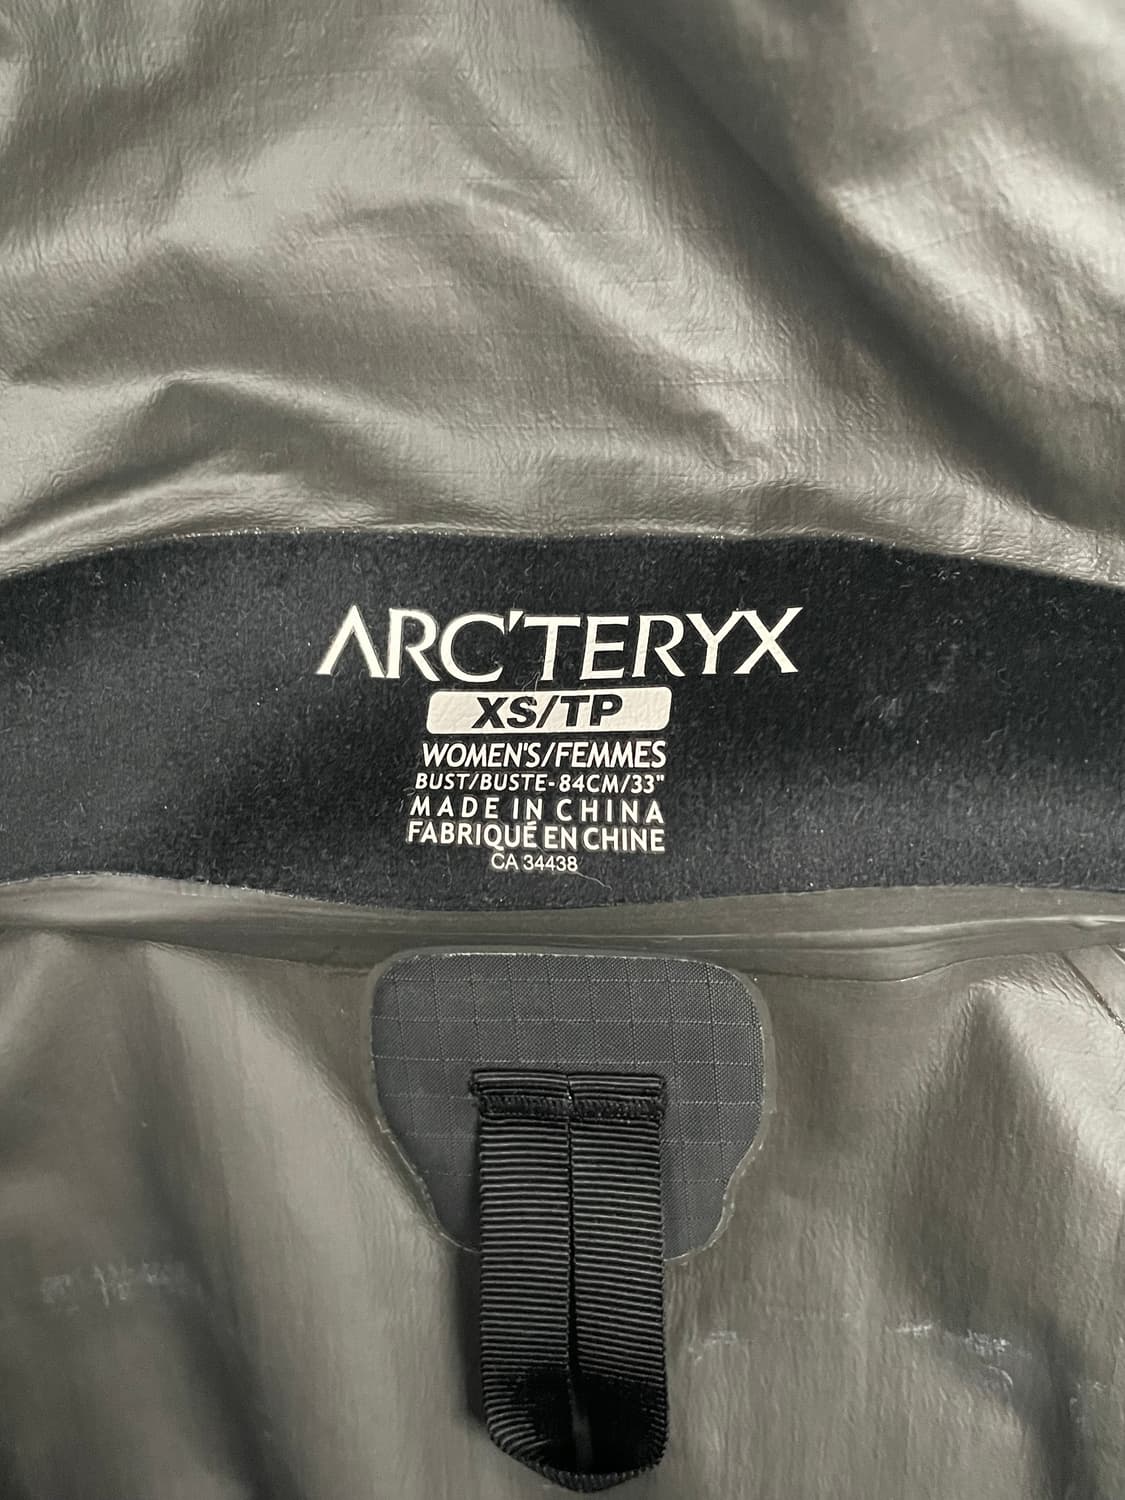 ARC'TERYX
XS/TP
WOMEN'S/FEMMES
BUST/BUSTE-84CM/33"
MADE IN CHINA
FABRIQUÉ EN CHINE
CA 34438